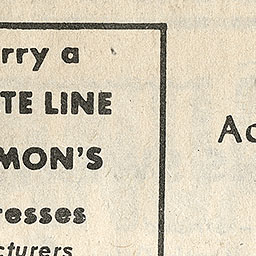 rry a
TE LINE
MON'S
resses
cturers
Ac